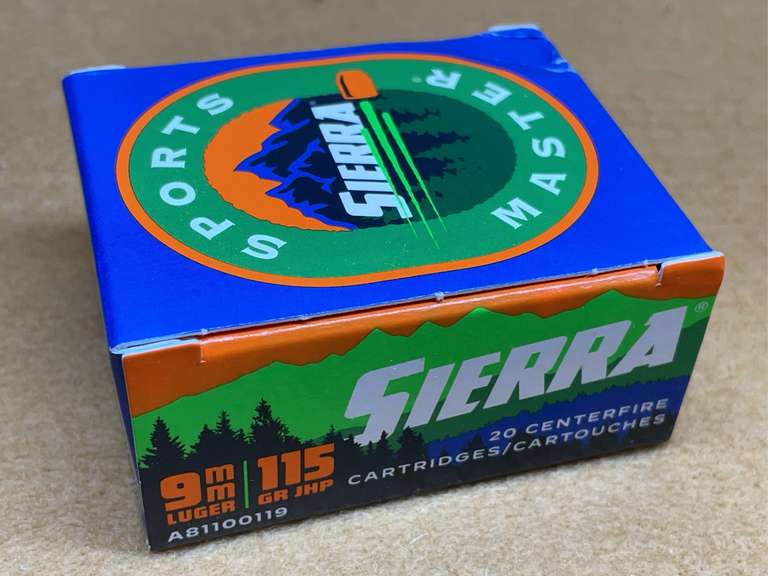 SPORTS
MASTER®
SIERRA
SIERRA®
20 CENTERFIRE
CARTRIDGES/CARTOUCHES
9mm
LUGER
115
GR JHP
A81100119